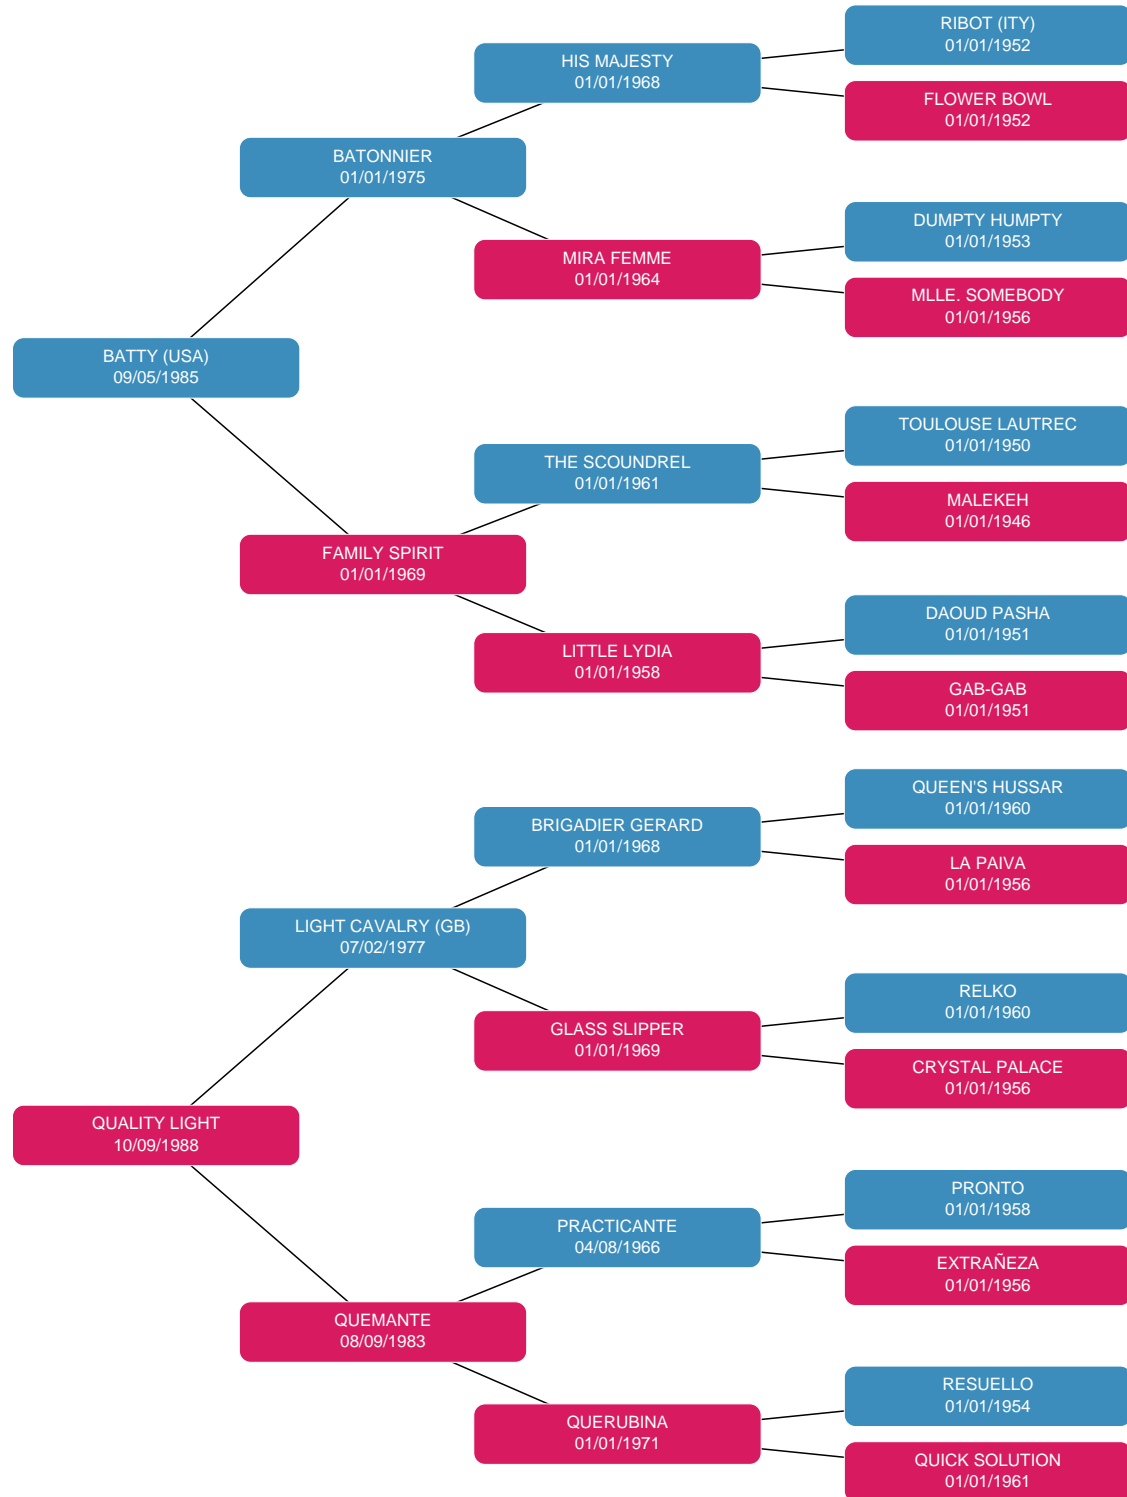 RIBOT (ITY)
01/01/1952
HIS MAJESTY
01/01/1968
FLOWER BOWL
01/01/1952
BATONNIER
01/01/1975
DUMPTY HUMPTY
01/01/1953
MIRA FEMME
01/01/1964
MLLE. SOMEBODY
01/01/1956
BATTY (USA)
09/05/1985
TOULOUSE LAUTREC
01/01/1950
THE SCOUNDREL
01/01/1961
MALEKEH
01/01/1946
FAMILY SPIRIT
01/01/1969
DAOUD PASHA
01/01/1951
LITTLE LYDIA
01/01/1958
GAB-GAB
01/01/1951
QUEEN'S HUSSAR
01/01/1960
BRIGADIER GERARD
01/01/1968
LA PAIVA
01/01/1956
LIGHT CAVALRY (GB)
07/02/1977
RELKO
01/01/1960
GLASS SLIPPER
01/01/1969
CRYSTAL PALACE
01/01/1956
QUALITY LIGHT
10/09/1988
PRONTO
01/01/1958
PRACTICANTE
04/08/1966
EXTRAÑEZA
01/01/1956
QUEMANTE
08/09/1983
RESUELLO
01/01/1954
QUERUBINA
01/01/1971
QUICK SOLUTION
01/01/1961